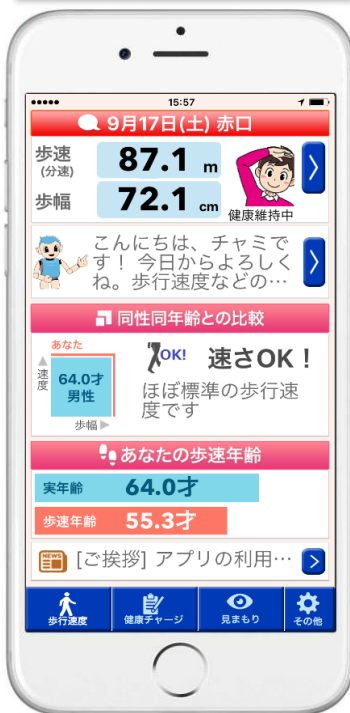 15:57
9月17日(土) 赤口
歩速
(分速)
87.1 m
歩幅
72.1 cm
健康維持中
こんにちは、チャミで
す! 今日からよろしく
ね。歩行速度などの…
同性同年齢との比較
あなた
速度
64.0才
男性
歩幅
OK!
速さOK!
ほぼ標準の歩行速
度です
あなたの歩速年齢
実年齢 64.0才
歩速年齢 55.3才
NEWS
[ご挨拶] アプリの利用…
歩行速度
健康チャージ
見まもり
その他